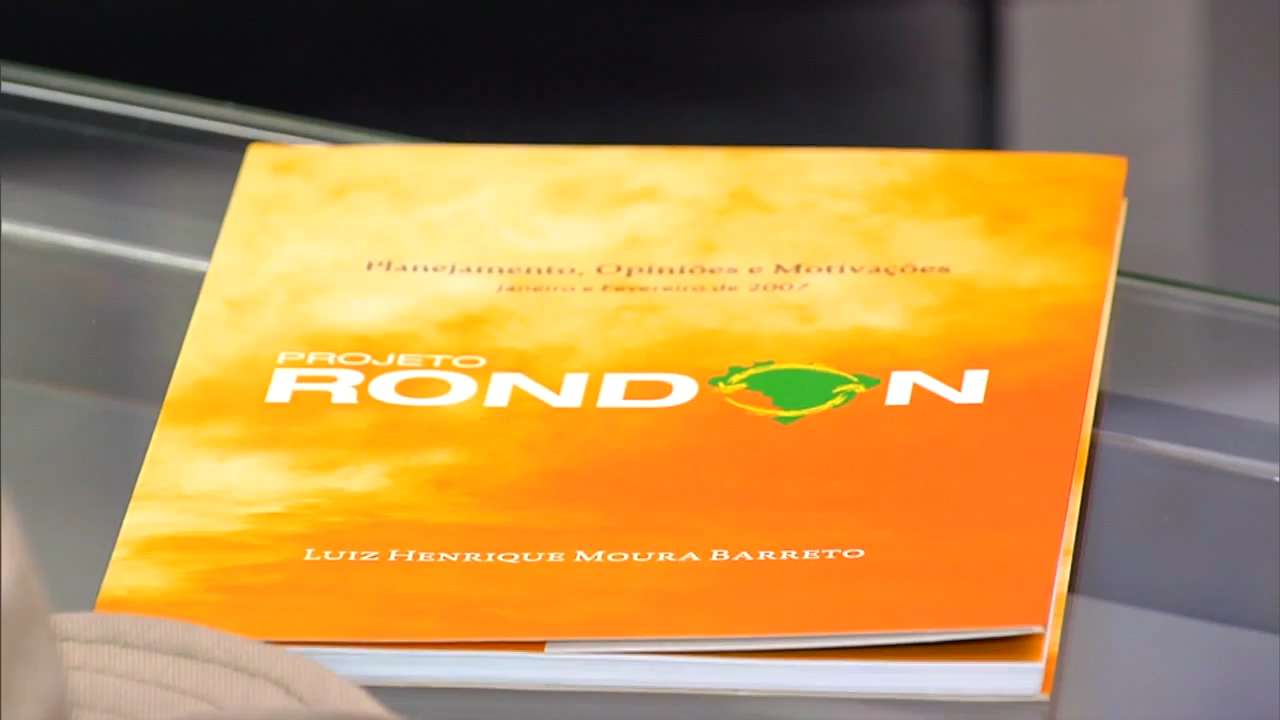 Planejamento, Opiniões e Motivações
Janeiro e Fevereiro de 2007
PROJETO
RONDON
LUIZ HENRIQUE MOURA BARRETO